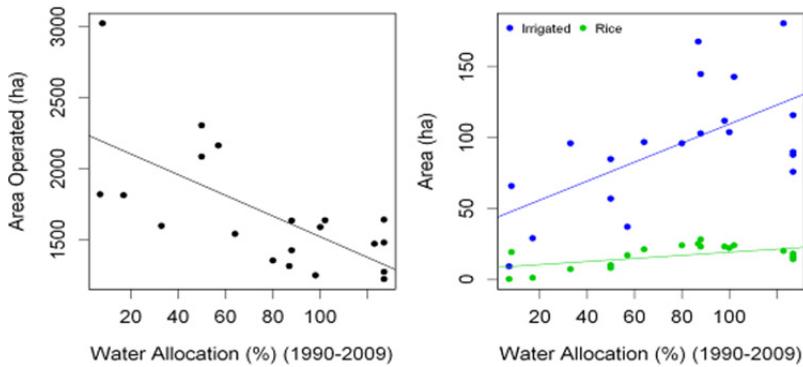 Area Operated (ha)
3000
2500
2000
1500
20 40 60 80 100
Water Allocation (%) (1990-2009)
Irrigated Rice
Area (ha)
150
100
50
0
20 40 60 80 100
Water Allocation (%) (1990-2009)